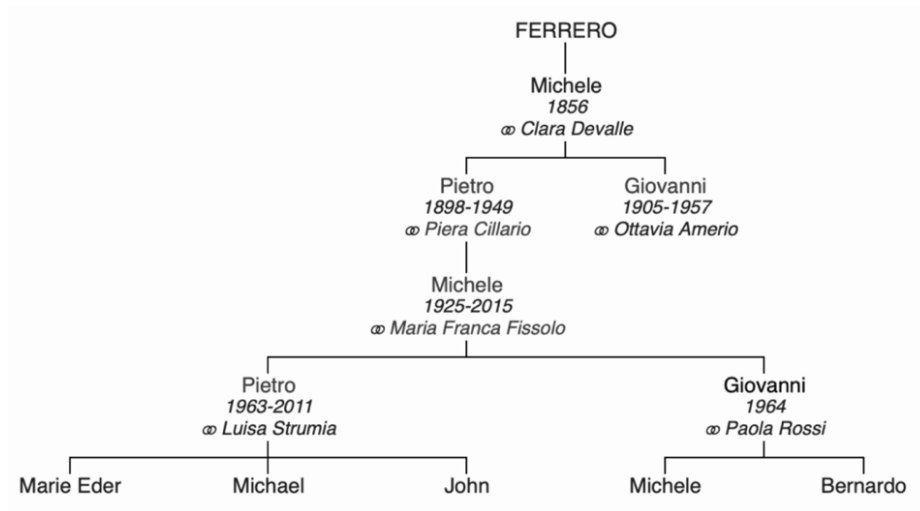 FERRERO
Michele
1856
⚭ Clara Devalle
Pietro
1898-1949
⚭ Piera Cillario
Giovanni
1905-1957
⚭ Ottavia Amerio
Michele
1925-2015
⚭ Maria Franca Fissolo
Pietro
1963-2011
⚭ Luisa Strumia
Giovanni
1964
⚭ Paola Rossi
Marie Eder
Michael
John
Michele
Bernardo